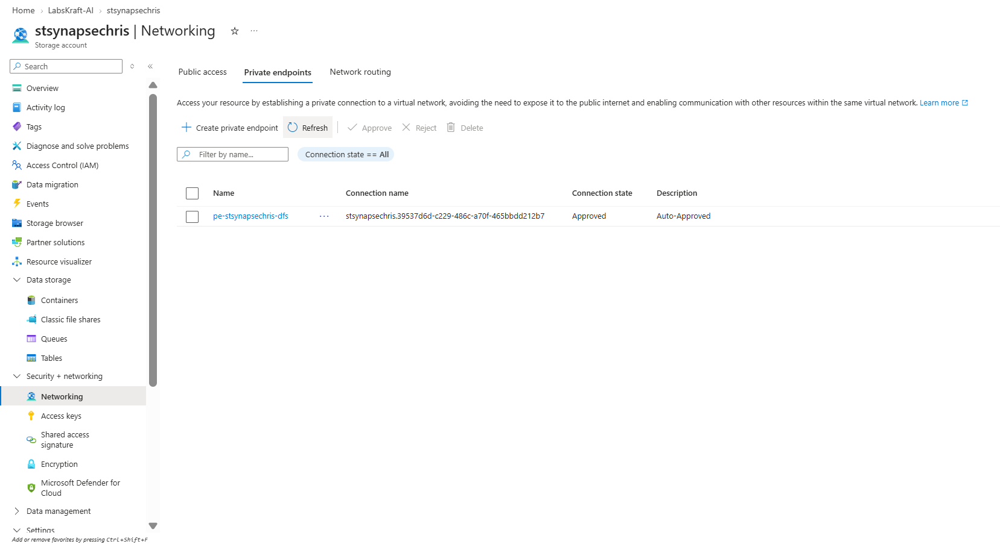 Home › LabsKraft-AI › stsynapsechris
stsynapsechris | Networking
Storage account
Search
Overview
Activity log
Tags
Diagnose and solve problems
Access Control (IAM)
Data migration
Events
Storage browser
Partner solutions
Resource visualizer
Data storage
Containers
Classic file shares
Queues
Tables
Security + networking
Networking
Access keys
Shared access
signature
Encryption
Microsoft Defender for
Cloud
Data management
Settings
Add or remove favorites by pressing Ctrl+Shift+F
Public access Private endpoints Network routing
Access your resource by establishing a private connection to a virtual network, avoiding the need to expose it to the public internet and enabling communication with other resources within the same virtual network. Learn more
Create private endpoint Refresh Approve Reject Delete
Filter by name... Connection state == All
Name Connection name Connection state Description
pe-stsynapsechris-dfs ··· stsynapsechris.39537d6d-c229-486c-a70f-465bbdd212b7 Approved Auto-Approved